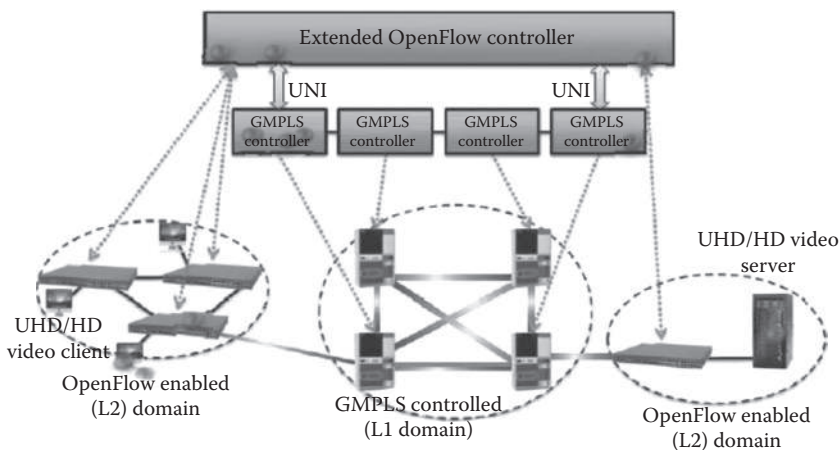 Extended OpenFlow controller
UNI
UNI
GMPLS
controller
GMPLS
controller
GMPLS
controller
GMPLS
controller
UHD/HD video
server
UHD/HD
video client
OpenFlow enabled
(L2) domain
GMPLS controlled
(L1 domain)
OpenFlow enabled
(L2) domain